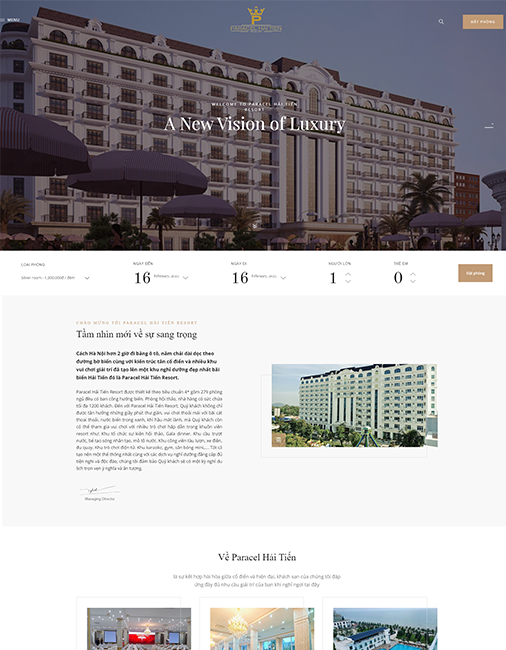 MENU
PARACEL HẢI TIẾN
ĐẶT PHÒNG
WELCOME TO PARACEL HẢI TIẾN
RESORT
A New Vision of Luxury
LOẠI PHÒNG
NGÀY ĐẾN
NGÀY ĐI
NGƯỜI LỚN
TRẺ EM
16
16
1
0
Đặt phòng
CHÀO MỪNG TỚI PARACEL HẢI TIẾN RESORT
Tầm nhìn mới về sự sang trọng
Cách Hà Nội hơn 2 giờ đi bằng ô tô, nằm chải dài dọc theo
đường bờ biển cùng với kiến trúc tân cổ điển và nhiều khu
vui chơi giải trí đã tạo lên một khu nghỉ dưỡng đẹp nhất bãi
biển Hải Tiến đó là Paracel Hải Tiến Resort.
Paracel Hải Tiến Resort được thiết kế theo tiêu chuẩn 4* gồm 279 phòng
ngủ đều có ban công hướng biển. Phòng hội thảo, nhà hàng có sức chứa
tối đa 1200 khách. Đến với Paracel Hải Tiến Resort, Quý khách không chỉ
được tận hưởng những giây phút thư giãn, vui chơi thoải mái với bãi cát
thoai thoải, nước biển trong xanh, khí hậu mát lành, mà Quý khách còn
có thể tham gia vui chơi với nhiều trò chơi hấp dẫn trong khuôn viên
resort như: Khu tổ chức sự kiện hội thảo, Gala dinner. Khu cầu trượt
nước, bể tạo sóng nhân tạo, mô tô nước. Khu công viên tàu lượn, xe điện,
đu quay. Khu trò chơi điện tử. Khu karaoke, gym, sân bóng mini,.... Tất cả
tạo nên một thể thống nhất cùng với các dịch vụ nghỉ dưỡng đẳng cấp đủ
tiện nghi và độc đáo, chúng tôi đảm bảo Quý khách sẽ có một kỳ nghỉ du
lịch trọn vẹn ý nghĩa và ấn tượng.
Managing Director
Về Paracel Hải Tiến
là sự kết hợp hài hòa giữa cổ điển và hiện đại, khách sạn của chúng tôi đáp
ứng đầy đủ nhu cầu giải trí của bạn khi nghỉ ngơi tại đây